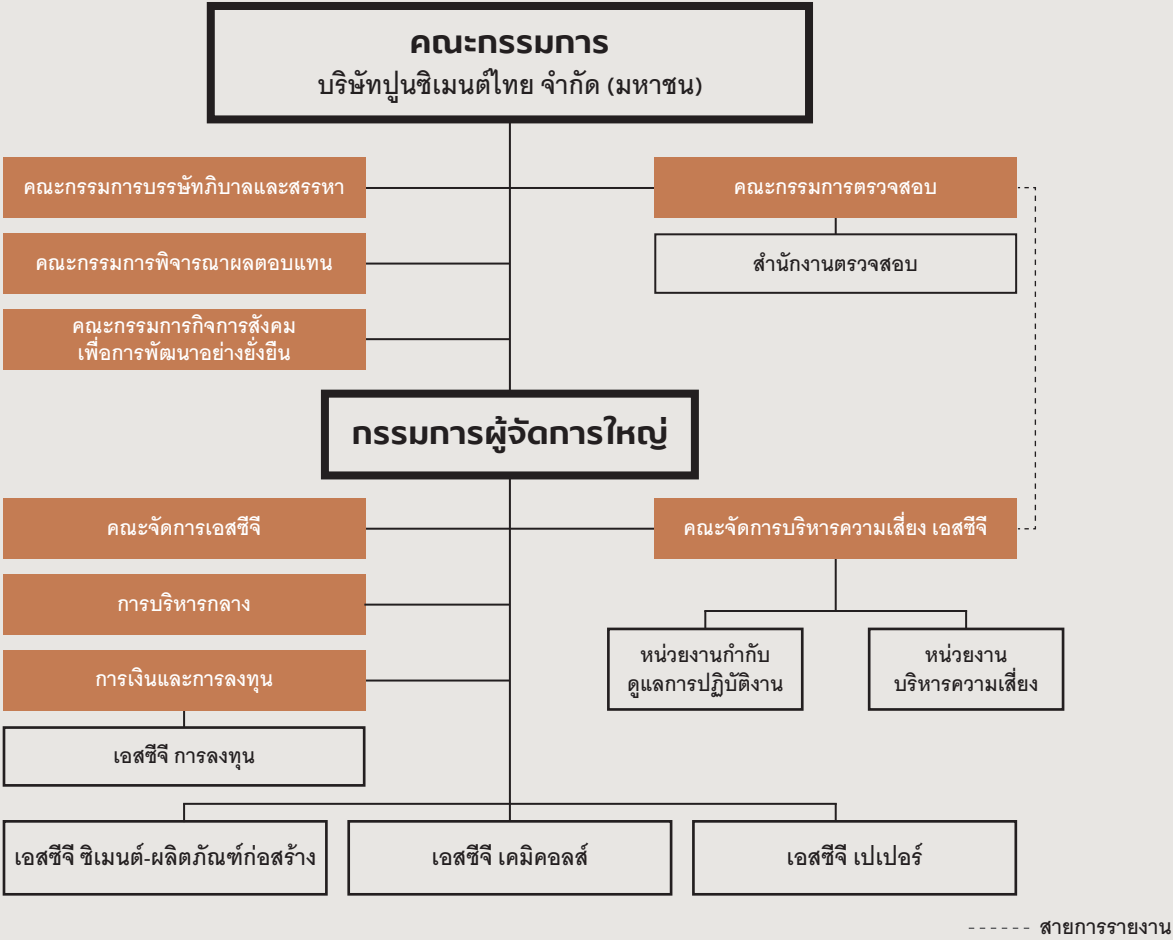 คณะกรรมการ
บริษัทปูนซิเมนต์ไทย จำกัด (มหาชน)
คณะกรรมการบรรษัทภิบาลและสรรหา
คณะกรรมการตรวจสอบ
คณะกรรมการพิจารณาผลตอบแทน
สำนักงานตรวจสอบ
คณะกรรมการกิจการสังคม
เพื่อการพัฒนาอย่างยั่งยืน
กรรมการผู้จัดการใหญ่
คณะจัดการเอสซีจี
คณะจัดการบริหารความเสี่ยง เอสซีจี
การบริหารกลาง
หน่วยงานกำกับ
ดูแลการปฏิบัติงาน
หน่วยงาน
บริหารความเสี่ยง
การเงินและการลงทุน
เอสซีจี การลงทุน
เอสซีจี ซิเมนต์-ผลิตภัณฑ์ก่อสร้าง
เอสซีจี เคมิคอลส์
เอสซีจี เปเปอร์
------ สายการรายงาน